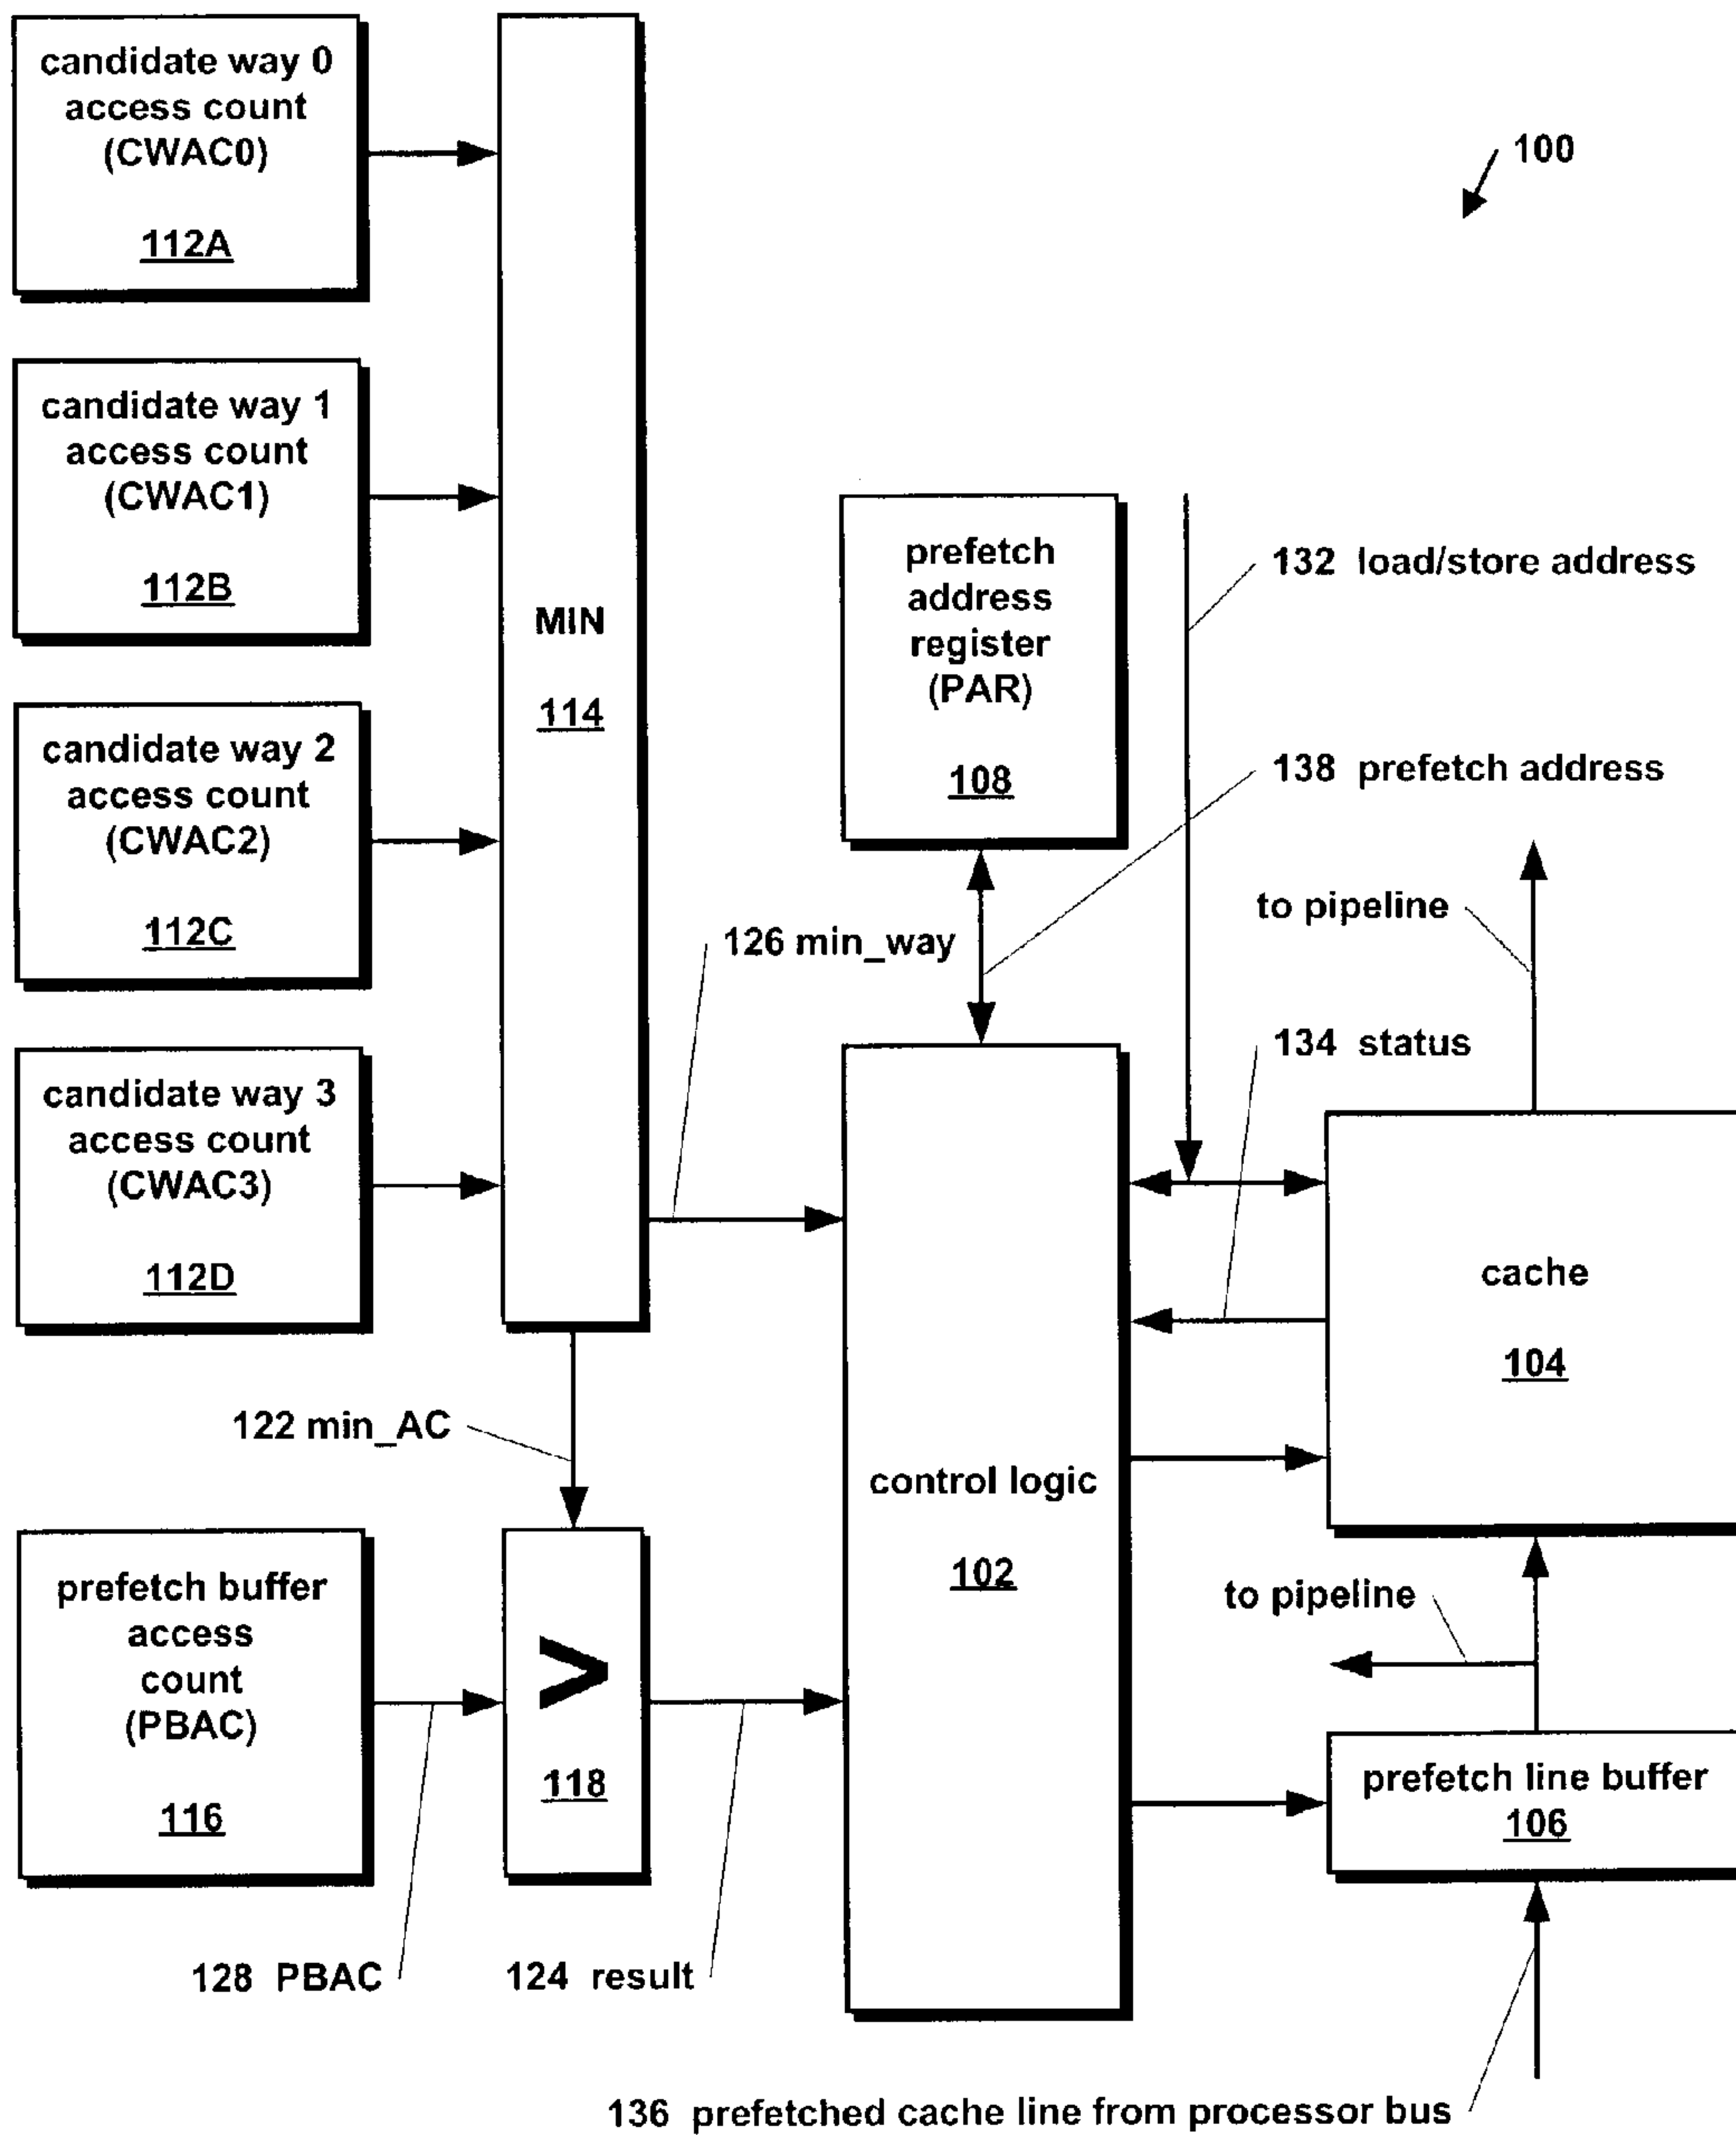 candidate way 0
access count
(CWAC0)
112A
candidate way 1
access count
(CWAC1)
112B
candidate way 2
access count
(CWAC2)
112C
candidate way 3
access count
(CWAC3)
112D
MIN
114
100
prefetch
address
register
(PAR)
108
132 load/store address
138 prefetch address
to pipeline
126 min_way
134 status
cache
104
122 min_AC
control logic
102
prefetch buffer
access
count
(PBAC)
116
>
118
to pipeline
prefetch line buffer
106
128 PBAC
124 result
136 prefetched cache line from processor bus